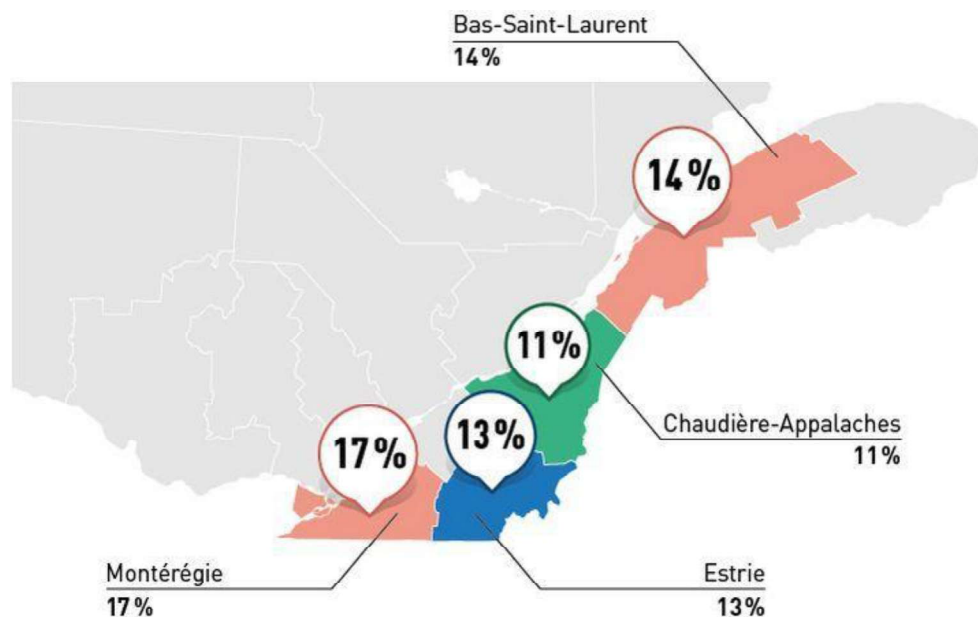 Bas-Saint-Laurent
14%
14%
11%
Chaudière-Appalaches
11%
13%
17%
Montérégie
17%
Estrie
13%